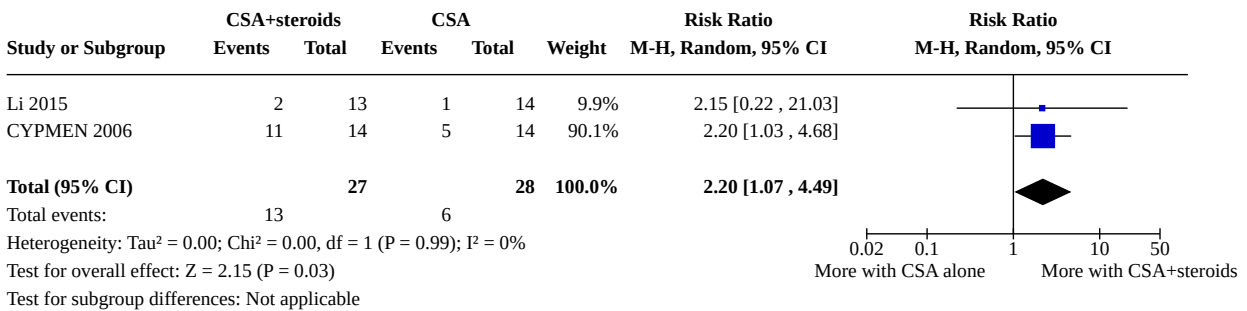 CSA+steroids CSA Risk Ratio Risk Ratio
Study or Subgroup Events Total Events Total Weight M-H, Random, 95% CI M-H, Random, 95% CI
Li 2015 2 13 1 14 9.9% 2.15 [0.22 , 21.03]
CYPMEN 2006 11 14 5 14 90.1% 2.20 [1.03 , 4.68]
Total (95% CI) 27 28 100.0% 2.20 [1.07 , 4.49]
Total events: 13 6
Heterogeneity: Tau² = 0.00; Chi² = 0.00, df = 1 (P = 0.99); I² = 0%
0.02 0.1 1 10 50
Test for overall effect: Z = 2.15 (P = 0.03) More with CSA alone More with CSA+steroids
Test for subgroup differences: Not applicable